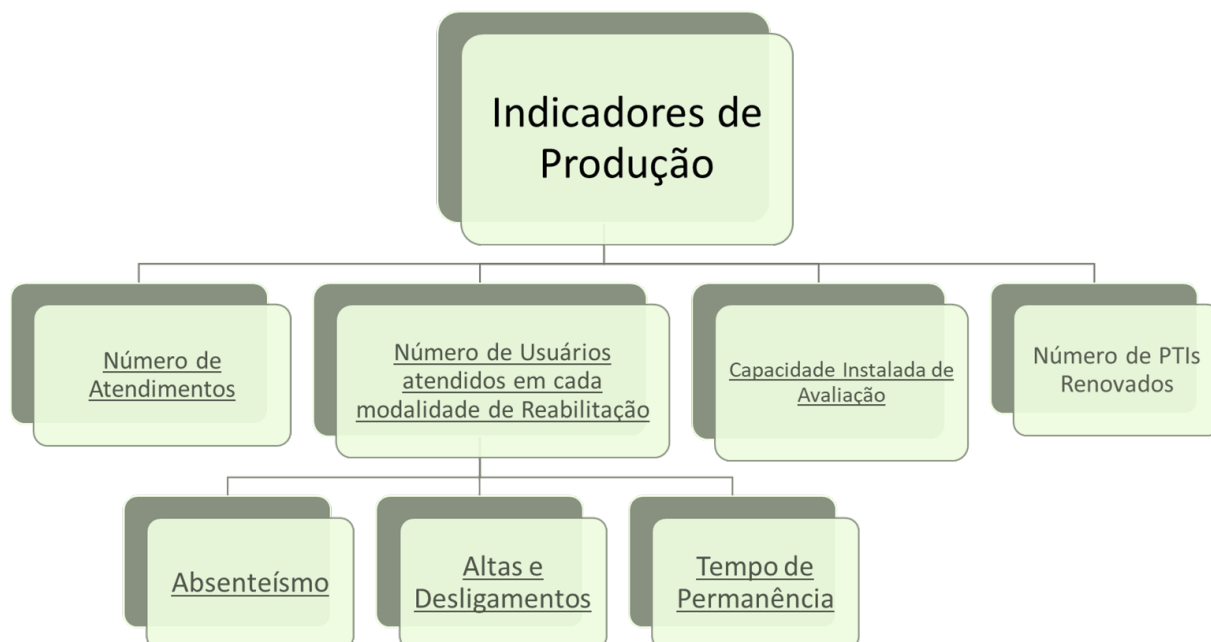 Indicadores de
Produção
Número de
Atendimentos
Número de Usuários
atendidos em cada
modalidade de Reabilitação
Capacidade Instalada de
Avaliação
Número de PTIs
Renovados
Absenteísmo
Altas e
Desligamentos
Tempo de
Permanência